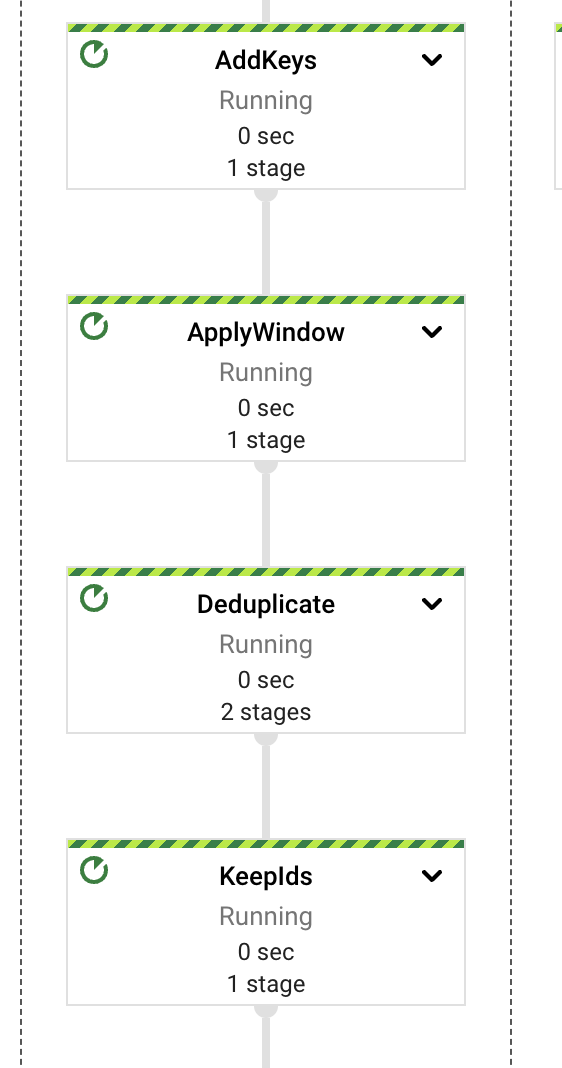 AddKeys
Running
0 sec
1 stage
ApplyWindow
Running
0 sec
1 stage
Deduplicate
Running
0 sec
2 stages
KeepIds
Running
0 sec
1 stage